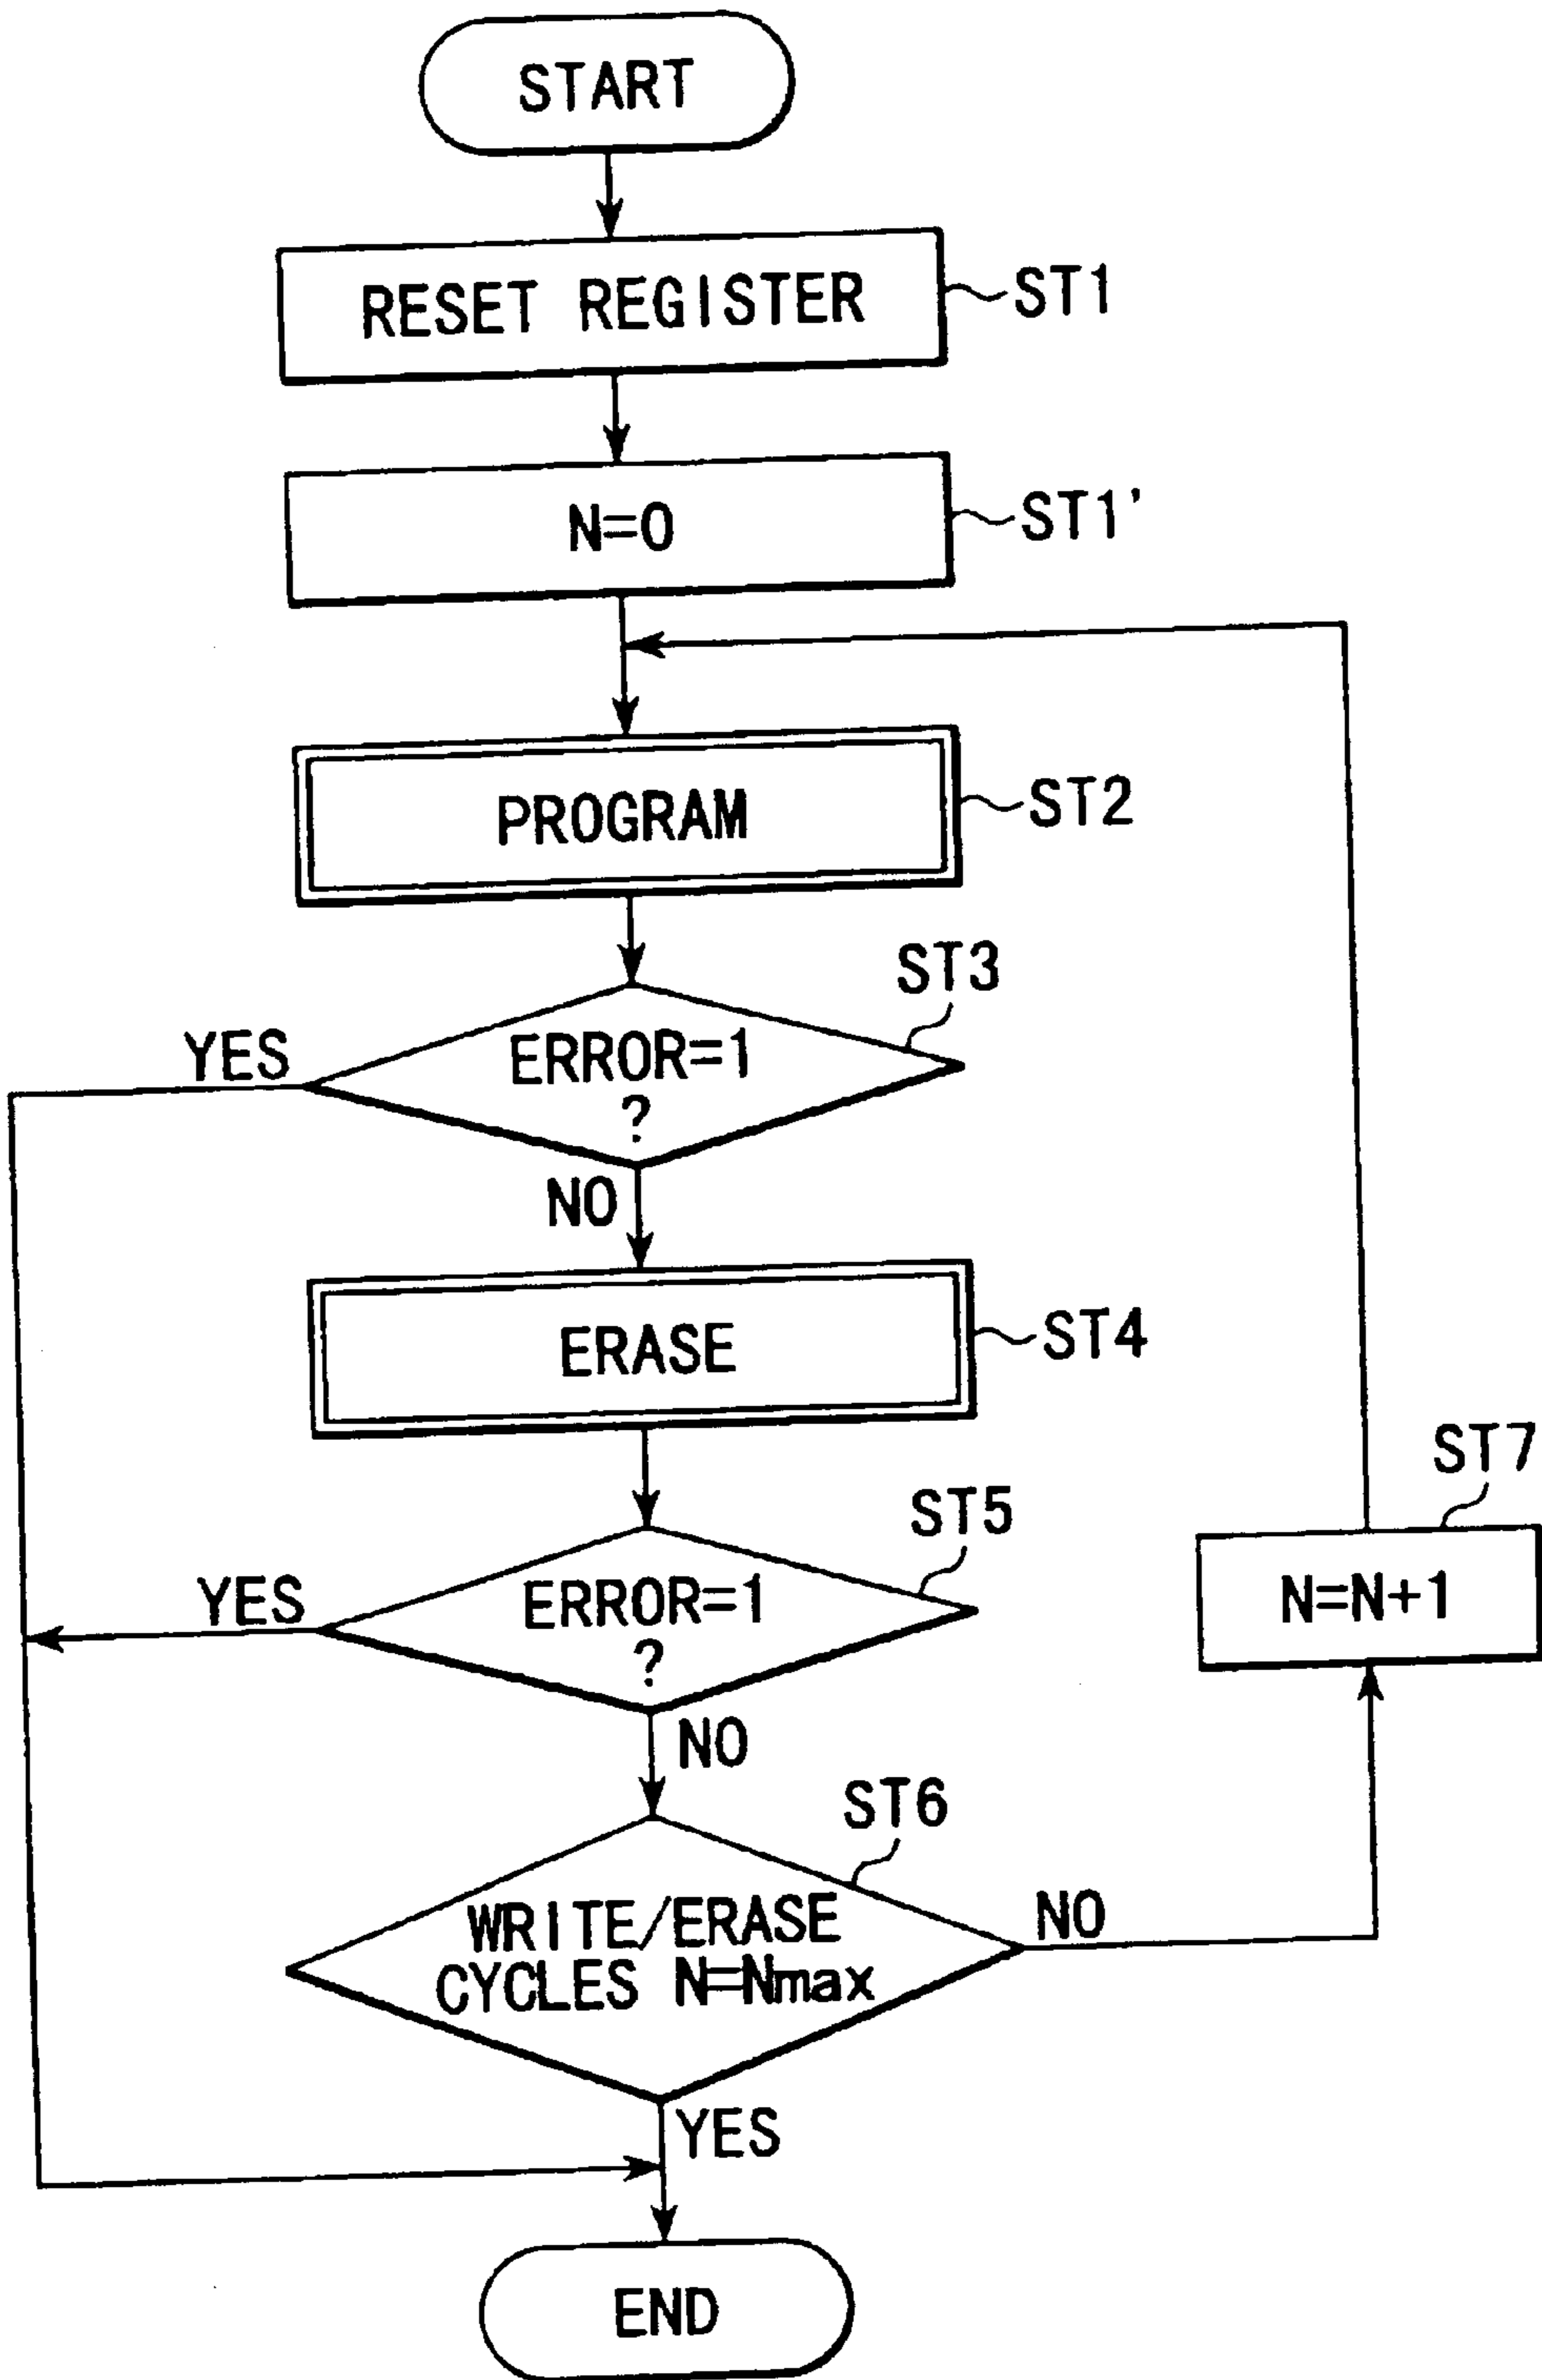 START
RESET REGISTER
ST1
N=0
ST1'
PROGRAM
ST2
ST3
YES
ERROR=1
?
NO
ERASE
ST4
ST5
YES
ERROR=1
?
NO
ST7
N=N+1
ST6
WRITE/ERASE
CYCLES N=Nmax
NO
YES
END